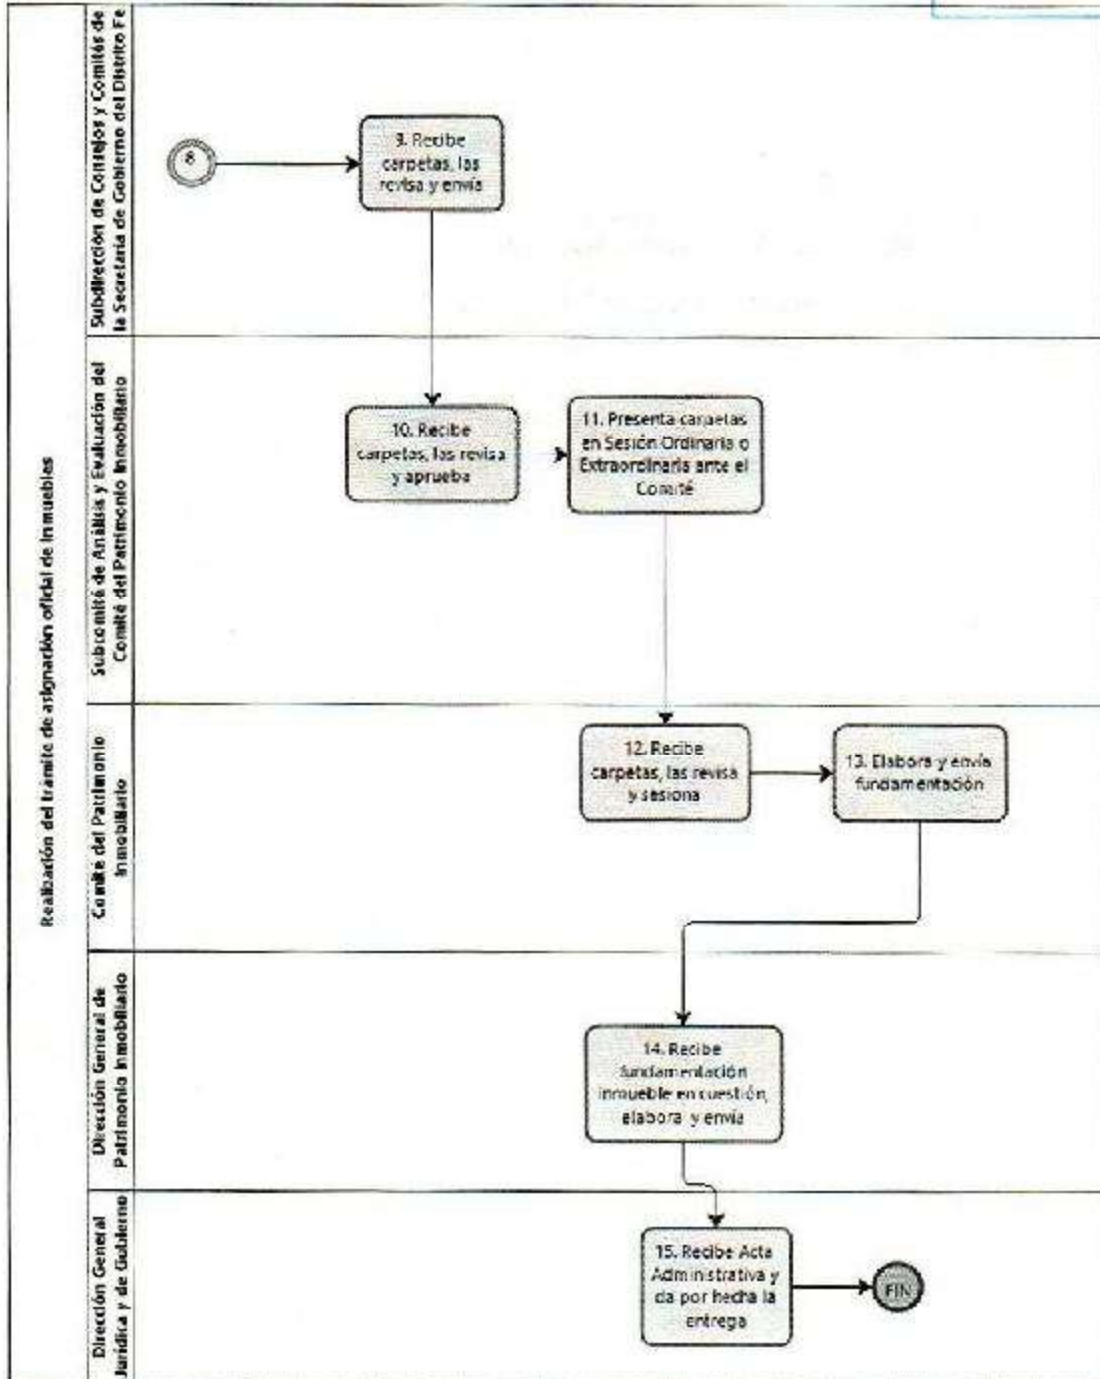 Realización del trámite de asignación oficial de inmuebles
Subdirección de Consejos y Comités de
la Secretaría de Gobierno del Distrito Fe
8
9. Recibe
carpetas, las
revisa y envía
Subcomité de Análisis y Evaluación del
Comité del Patrimonio Inmobiliario
10. Recibe
carpetas, las revisa
y aprueba
11. Presenta carpetas
en Sesión Ordinaria o
Extraordinaria ante el
Comité
Comité del Patrimonio
Inmobiliario
12. Recibe
carpetas, las revisa
y sesiona
13. Elabora y envía
fundamentación
Dirección General de
Patrimonio Inmobiliario
14. Recibe
fundamentación
inmueble en cuestión,
elabora y envía
Dirección General
Jurídica y de Gobierno
15. Recibe Acta
Administrativa y
da por hecha la
entrega
FIN